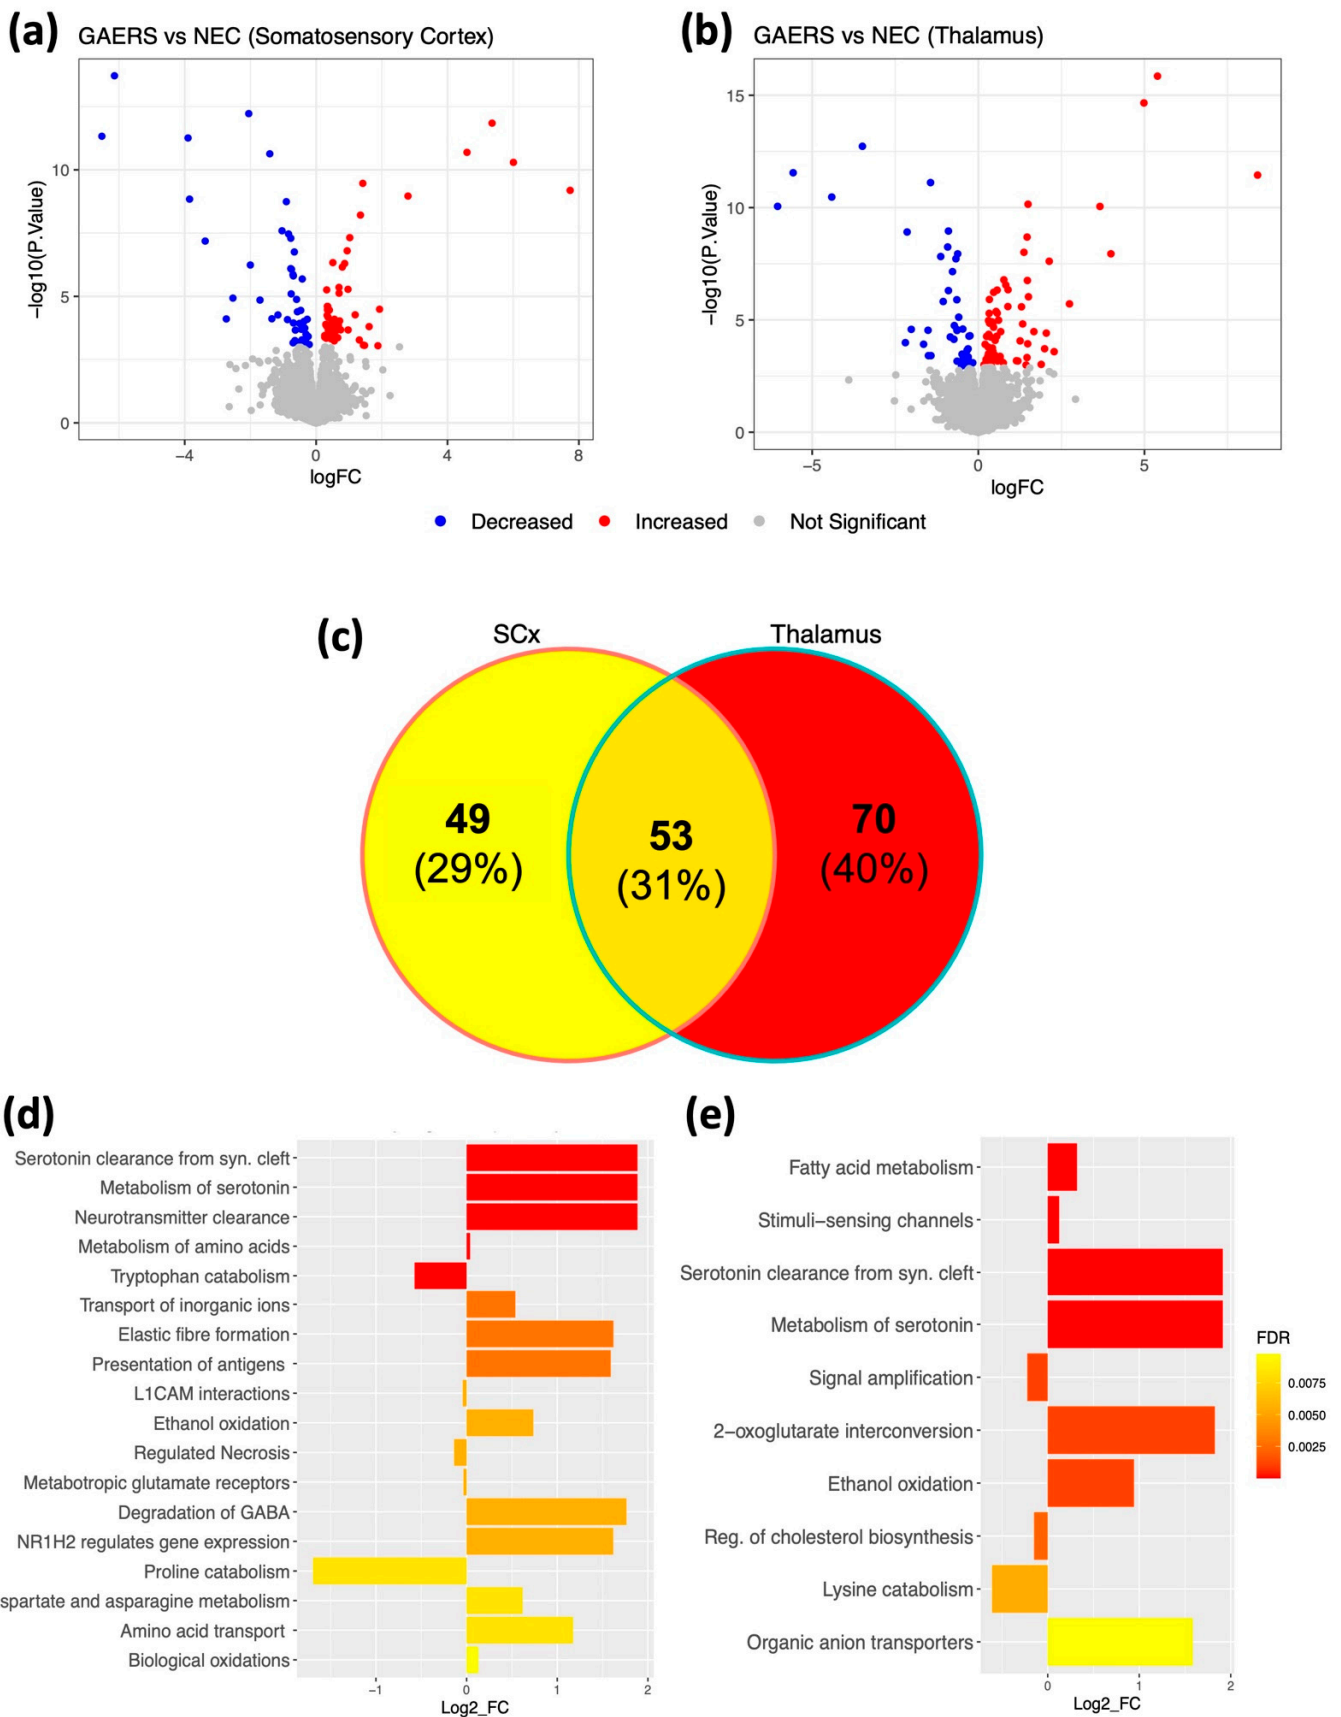 (a) GAERS vs NEC (Somatosensory Cortex)
−log10(P.Value)
10
5
0
−4 0 4 8
logFC
(b) GAERS vs NEC (Thalamus)
−log10(P.Value)
15
10
5
0
−5 0 5
logFC
Decreased Increased Not Significant
(c)
SCx Thalamus
49
(29%)
53
(31%)
70
(40%)
(d)
Serotonin clearance from syn. cleft
Metabolism of serotonin
Neurotransmitter clearance
Metabolism of amino acids
Tryptophan catabolism
Transport of inorganic ions
Elastic fibre formation
Presentation of antigens
L1CAM interactions
Ethanol oxidation
Regulated Necrosis
Metabotropic glutamate receptors
Degradation of GABA
NR1H2 regulates gene expression
Proline catabolism
spartate and asparagine metabolism
Amino acid transport
Biological oxidations
−1 0 1 2
Log2_FC
(e)
Fatty acid metabolism
Stimuli−sensing channels
Serotonin clearance from syn. cleft
Metabolism of serotonin
Signal amplification
2−oxoglutarate interconversion
Ethanol oxidation
Reg. of cholesterol biosynthesis
Lysine catabolism
Organic anion transporters
0 1 2
Log2_FC
FDR
0.0075
0.0050
0.0025